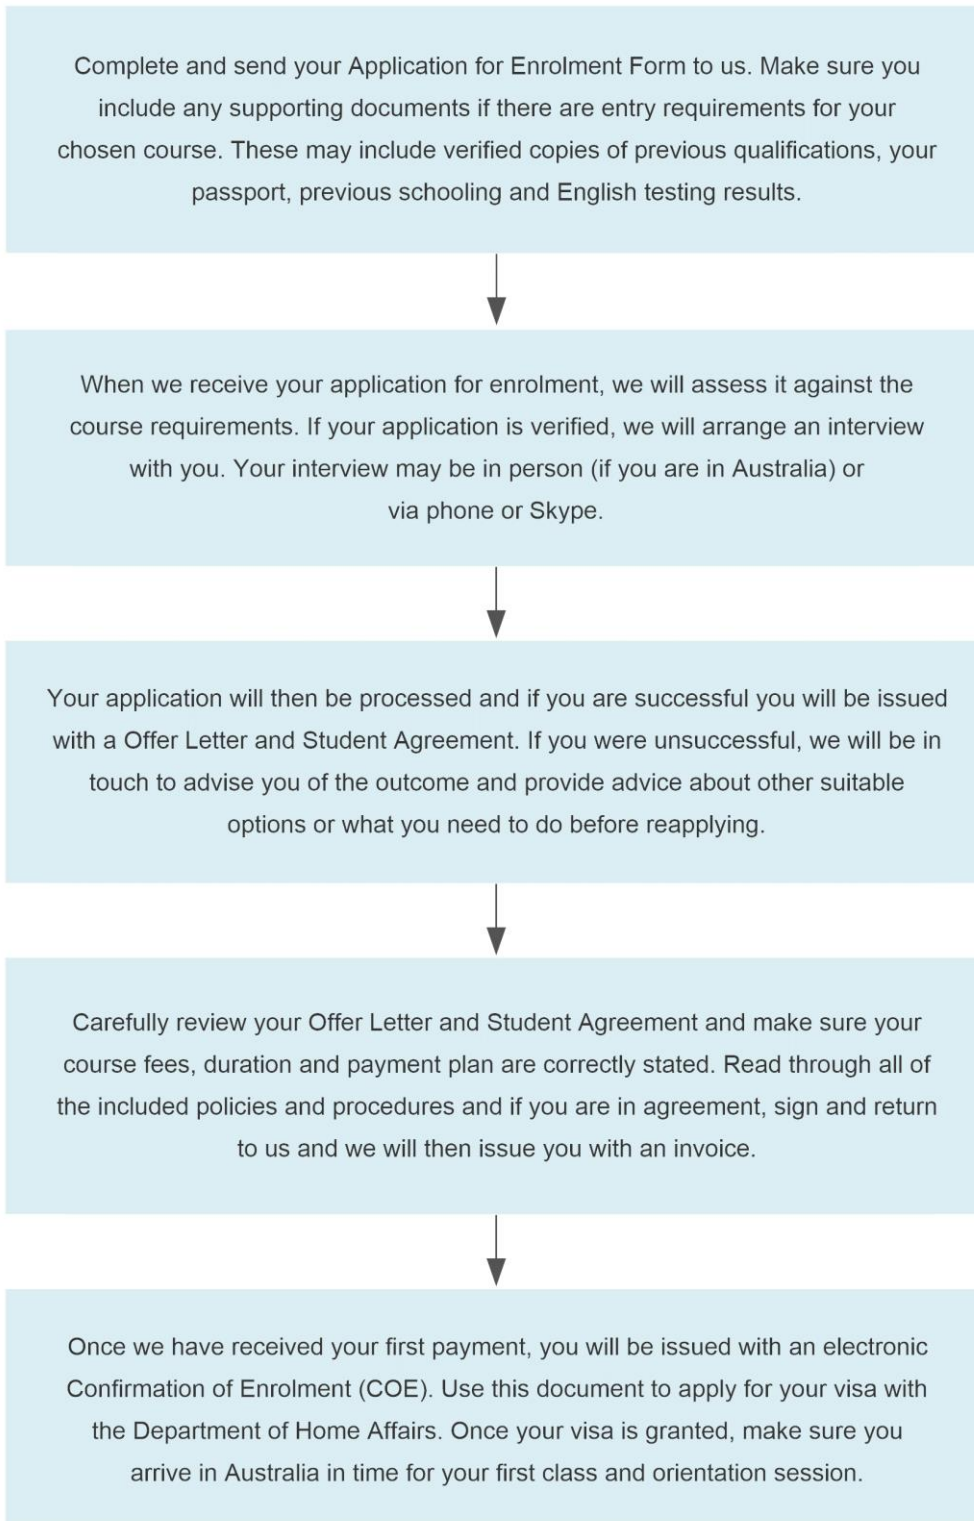 Complete and send your Application for Enrolment Form to us. Make sure you
include any supporting documents if there are entry requirements for your
chosen course. These may include verified copies of previous qualifications, your
passport, previous schooling and English testing results.
When we receive your application for enrolment, we will assess it against the
course requirements. If your application is verified, we will arrange an interview
with you. Your interview may be in person (if you are in Australia) or
via phone or Skype.
Your application will then be processed and if you are successful you will be issued
with a Offer Letter and Student Agreement. If you were unsuccessful, we will be in
touch to advise you of the outcome and provide advice about other suitable
options or what you need to do before reapplying.
Carefully review your Offer Letter and Student Agreement and make sure your
course fees, duration and payment plan are correctly stated. Read through all of
the included policies and procedures and if you are in agreement, sign and return
to us and we will then issue you with an invoice.
Once we have received your first payment, you will be issued with an electronic
Confirmation of Enrolment (COE). Use this document to apply for your visa with
the Department of Home Affairs. Once your visa is granted, make sure you
arrive in Australia in time for your first class and orientation session.